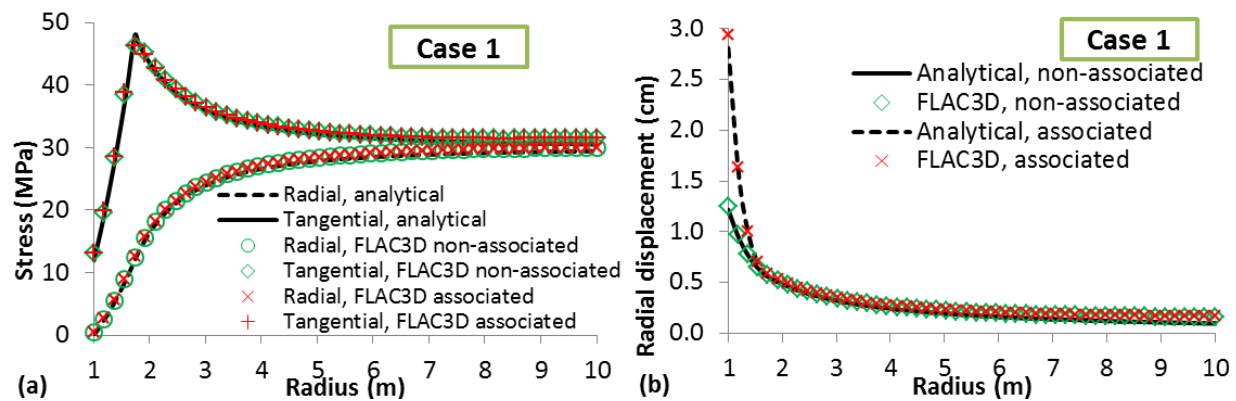 Case 1
Stress (MPa)
50
40
30
20
10
0
Radial, analytical
Tangential, analytical
Radial, FLAC3D non-associated
Tangential, FLAC3D non-associated
Radial, FLAC3D associated
Tangential, FLAC3D associated
1 2 3 4 5 6 7 8 9 10
(a)
Radius (m)
Case 1
Radial displacement (cm)
3.0
2.5
2.0
1.5
1.0
0.5
0.0
Analytical, non-associated
FLAC3D, non-associated
Analytical, associated
FLAC3D, associated
1 2 3 4 5 6 7 8 9 10
(b)
Radius (m)